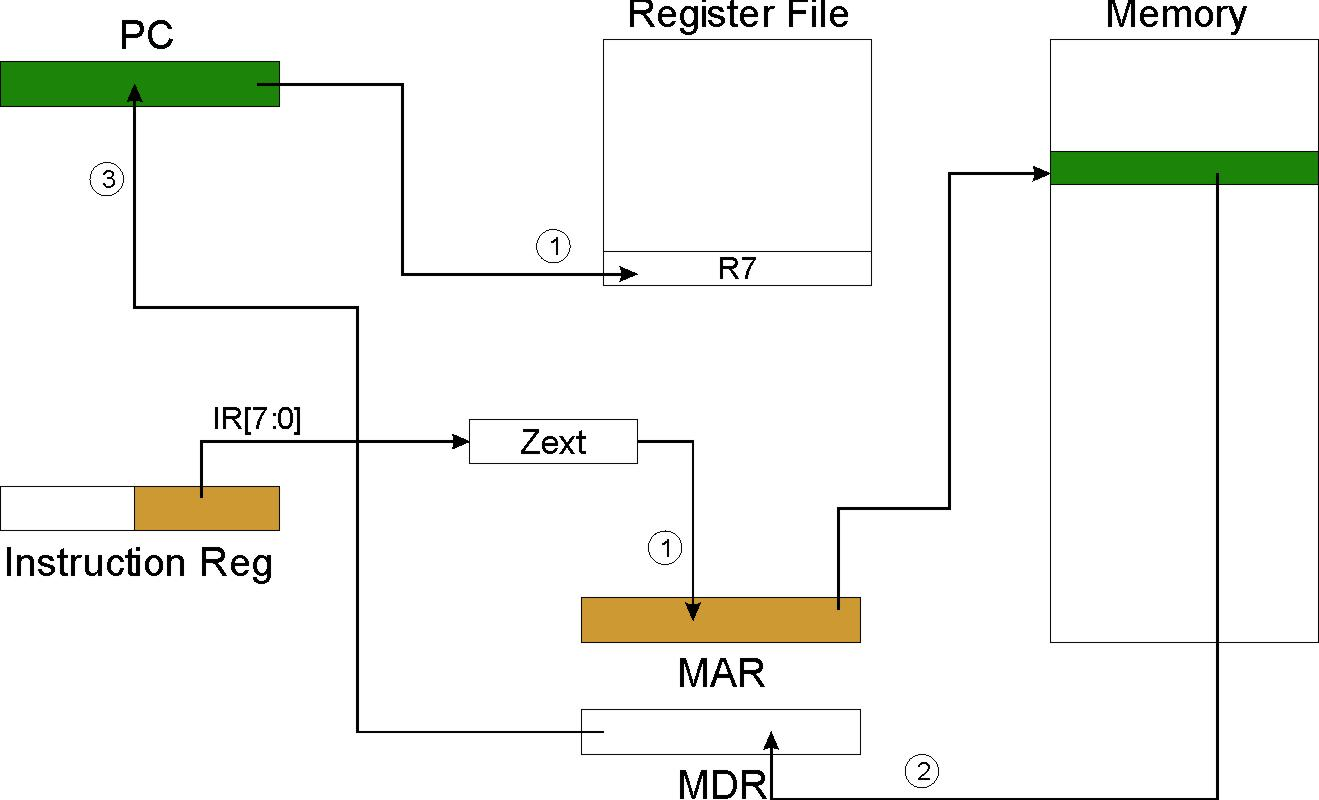 Register File
Memory
PC
3
1
R7
IR[7:0]
Zext
Instruction Reg
1
MAR
MDR
2